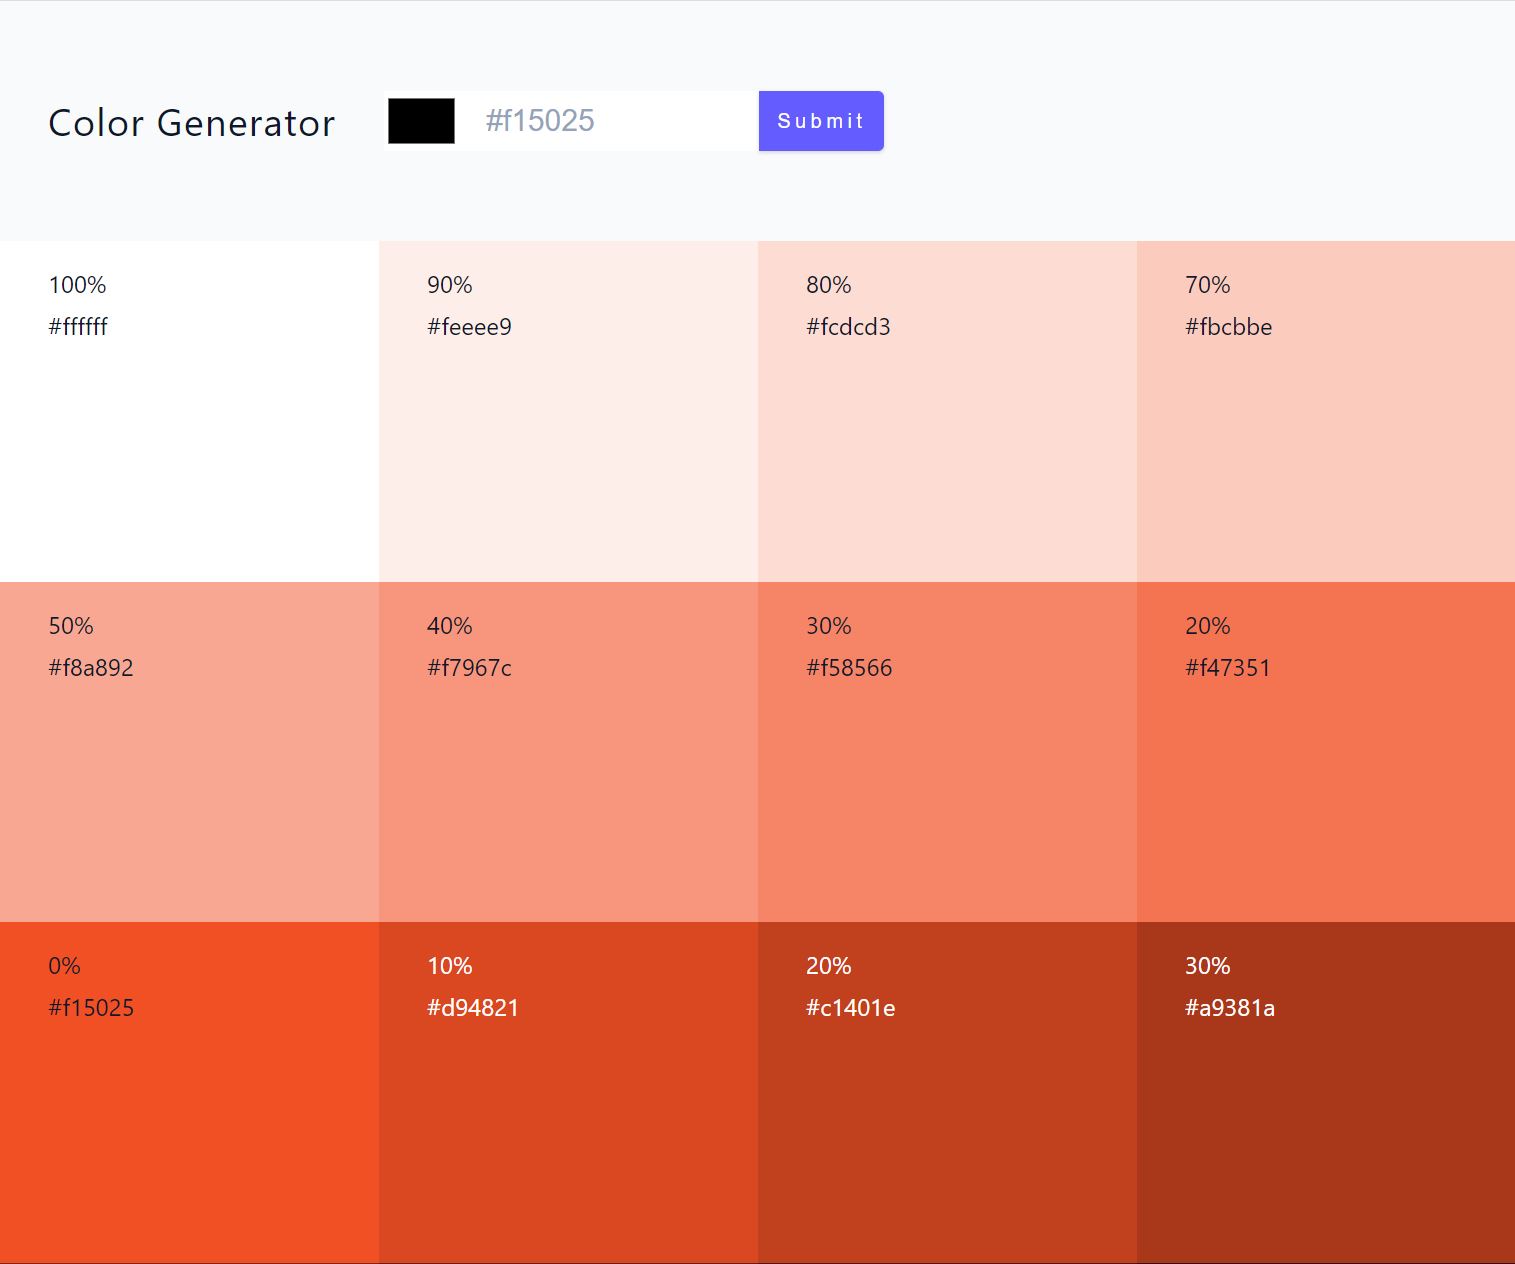 Color Generator
#f15025
Submit
100%
#ffffff
90%
#feeee9
80%
#fcdcd3
70%
#fbcbbe
50%
#f8a892
40%
#f7967c
30%
#f58566
20%
#f47351
0%
#f15025
10%
#d94821
20%
#c1401e
30%
#a9381a